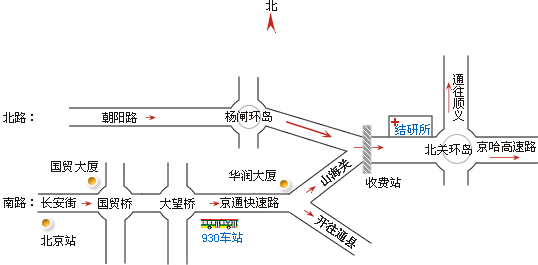 北
通往顺义
杨闸环岛
北路：
朝阳路
结研所
北关环岛
京哈高速路
国贸大厦
华润大厦
山海关
收费站
南路：
长安街
国贸桥
大望桥
京通快速路
开往通县
北京站
930车站